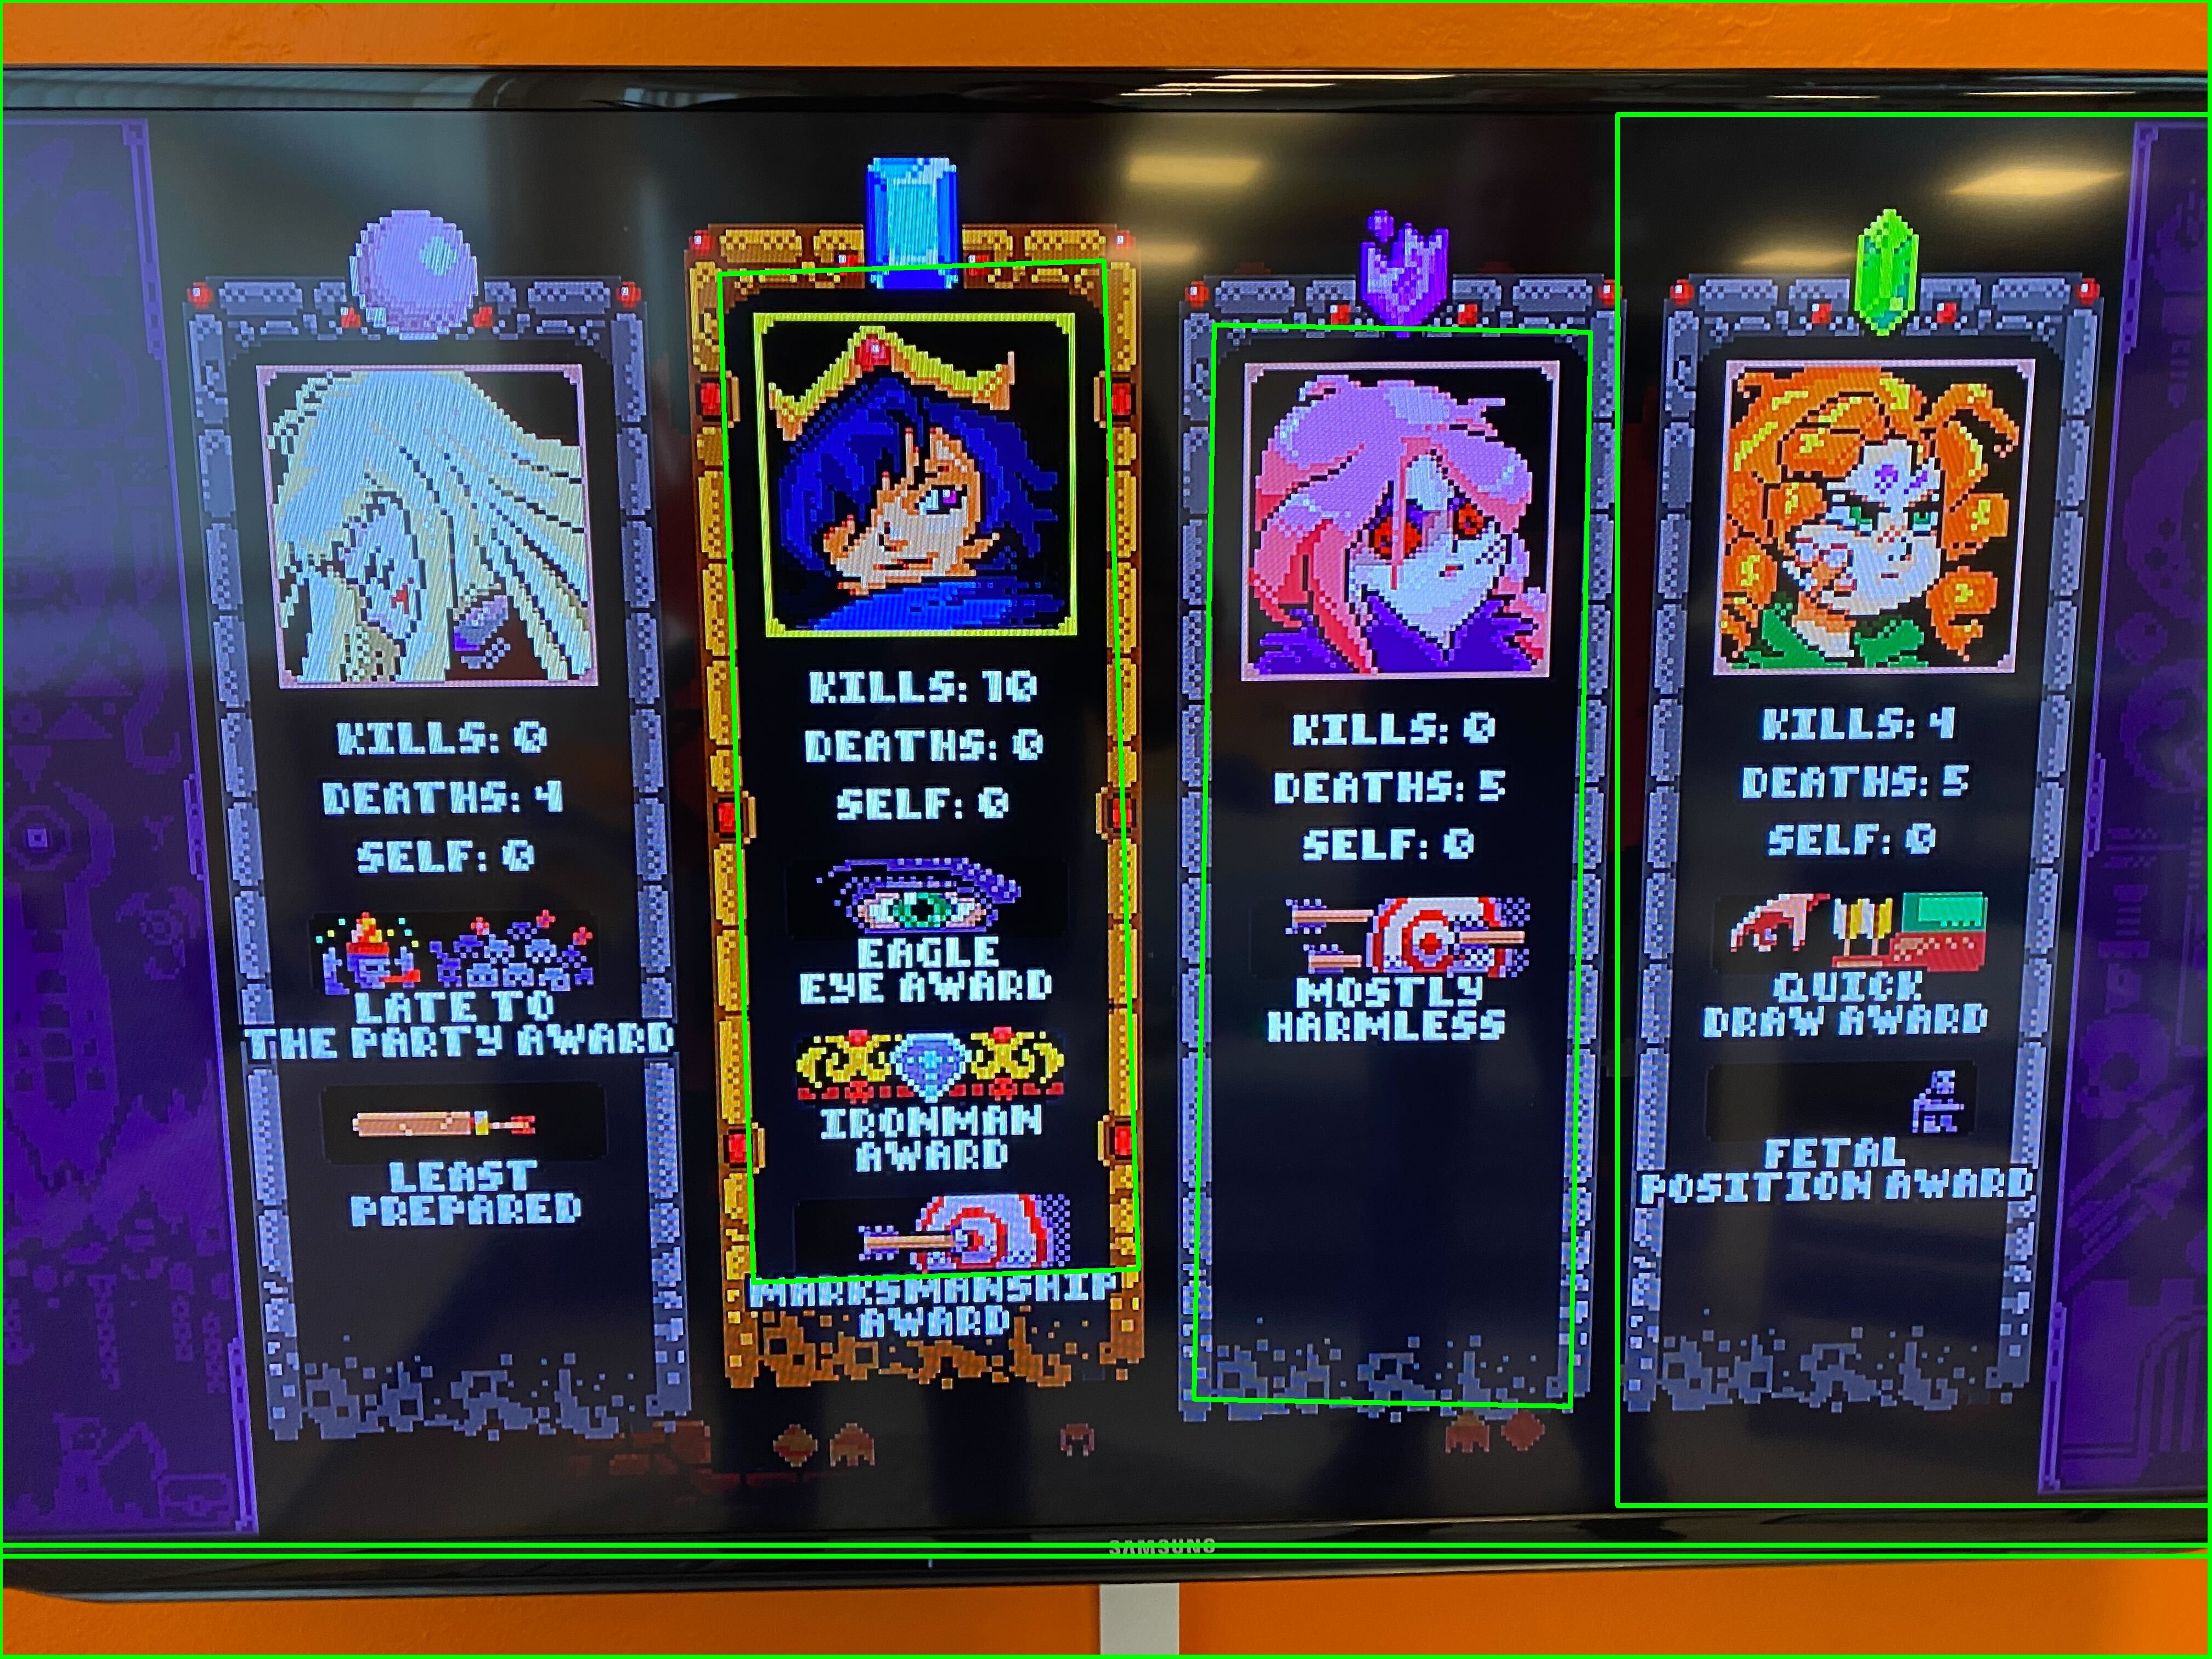 KILLS: 0
DEATHS: 4
SELF: 0
LATE TO
THE PARTY AWARD
LEAST
PREPARED
KILLS: 10
DEATHS: 0
SELF: 0
EAGLE
EYE AWARD
IRONMAN
AWARD
MARKSMANSHIP
AWARD
KILLS: 0
DEATHS: 5
SELF: 0
MOSTLY
HARMLESS
KILLS: 4
DEATHS: 5
SELF: 0
QUICK
DRAW AWARD
FETAL
POSITION AWARD
SAMSUNG